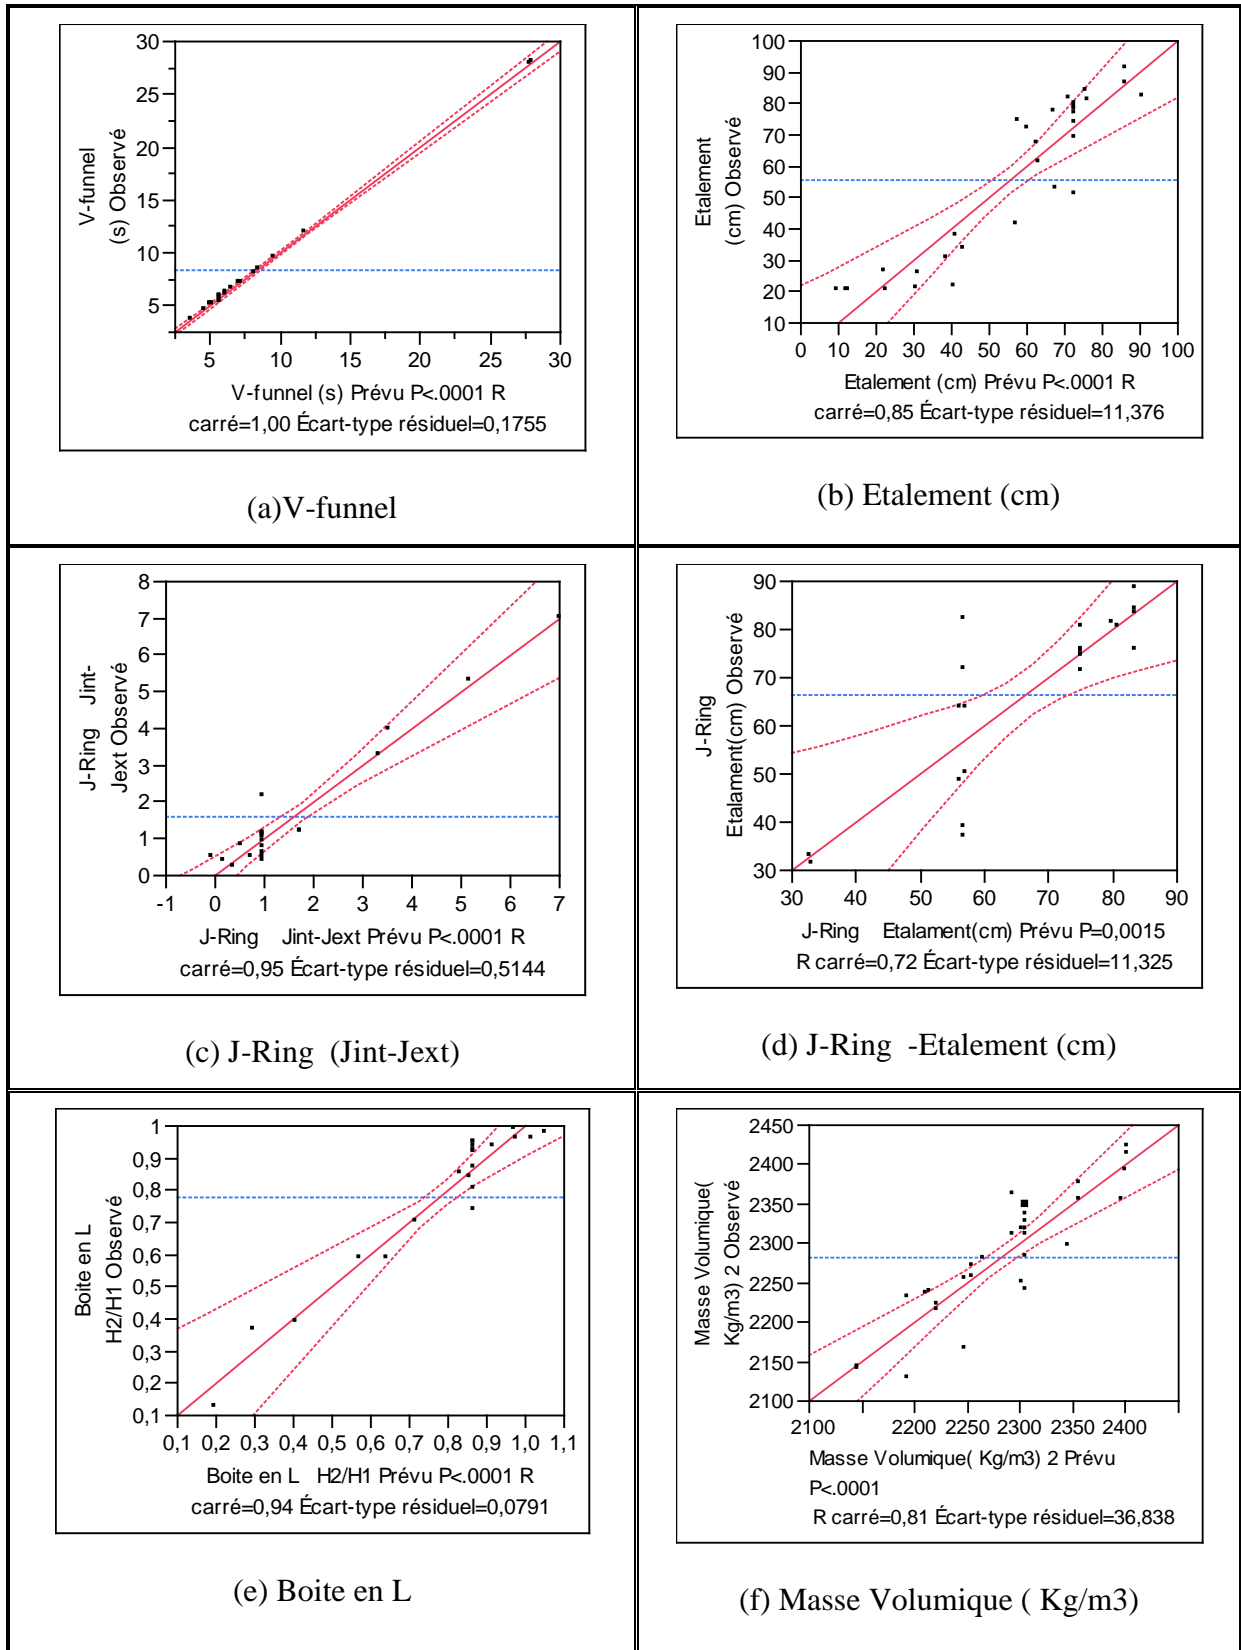 30
25
20
15
10
5
V-funnel
(s) Observé
5 10 15 20 25 30
V-funnel (s) Prévu P<.0001 R
carré=1,00 Écart-type résiduel=0,1755
(a)V-funnel
100
90
80
70
60
50
40
30
20
10
Etalement
(cm) Observé
0 10 20 30 40 50 60 70 80 90 100
Etalement (cm) Prévu P<.0001 R
carré=0,85 Écart-type résiduel=11,376
(b) Etalement (cm)
8
7
6
5
4
3
2
1
0
J-Ring Jint-
Jext Observé
-1 0 1 2 3 4 5 6 7
J-Ring Jint-Jext Prévu P<.0001 R
carré=0,95 Écart-type résiduel=0,5144
(c) J-Ring (Jint-Jext)
90
80
70
60
50
40
30
J-Ring
Etalament(cm) Observé
30 40 50 60 70 80 90
J-Ring Etalament(cm) Prévu P=0,0015
R carré=0,72 Écart-type résiduel=11,325
(d) J-Ring -Etalement (cm)
1
0,9
0,8
0,7
0,6
0,5
0,4
0,3
0,2
0,1
Boite en L
H2/H1 Observé
0,1 0,2 0,3 0,4 0,5 0,6 0,7 0,8 0,9 1,0 1,1
Boite en L H2/H1 Prévu P<.0001 R
carré=0,94 Écart-type résiduel=0,0791
(e) Boite en L
2450
2400
2350
2300
2250
2200
2150
2100
Masse Volumique(
Kg/m3) 2 Observé
2100 2200 2250 2300 2350 2400
Masse Volumique( Kg/m3) 2 Prévu
P<.0001
R carré=0,81 Écart-type résiduel=36,838
(f) Masse Volumique ( Kg/m3)